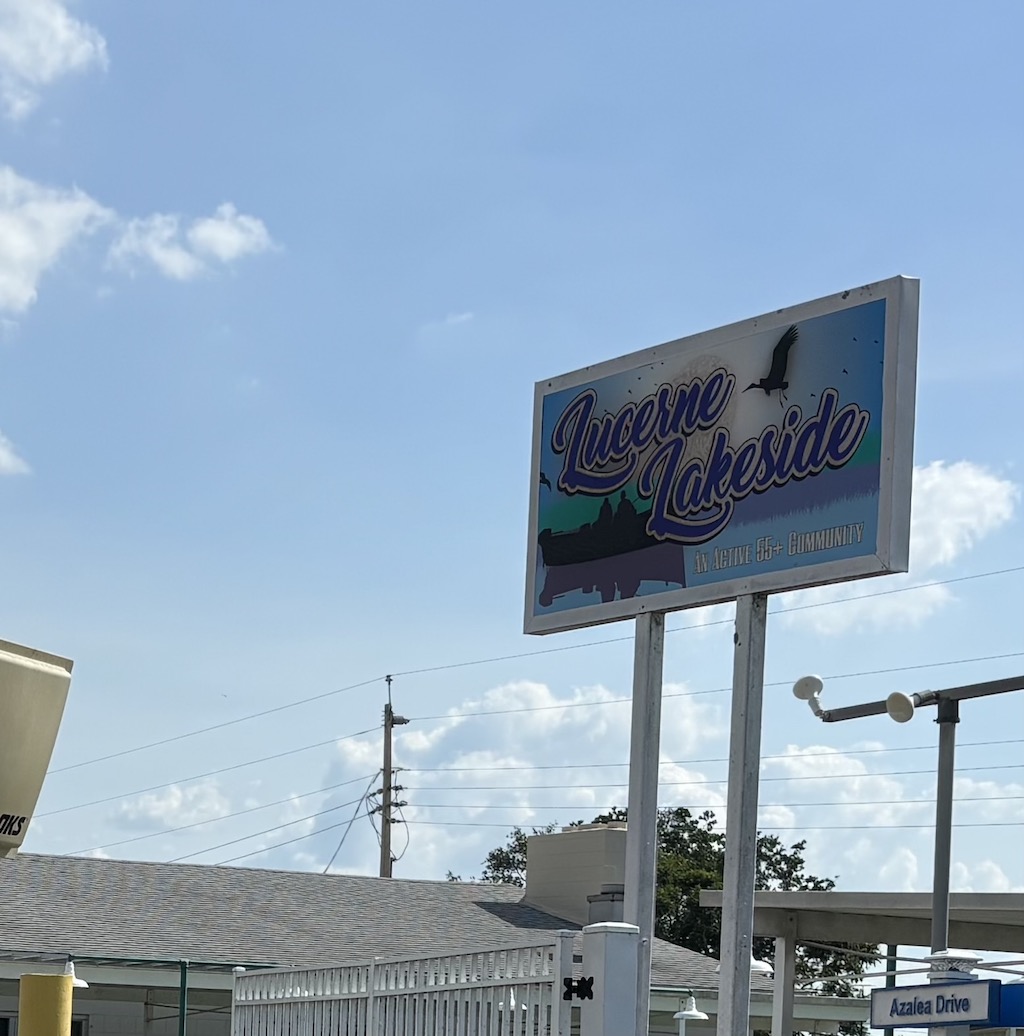 Lucerne
Lakeside
An Active 55+ Community
Azalea Drive